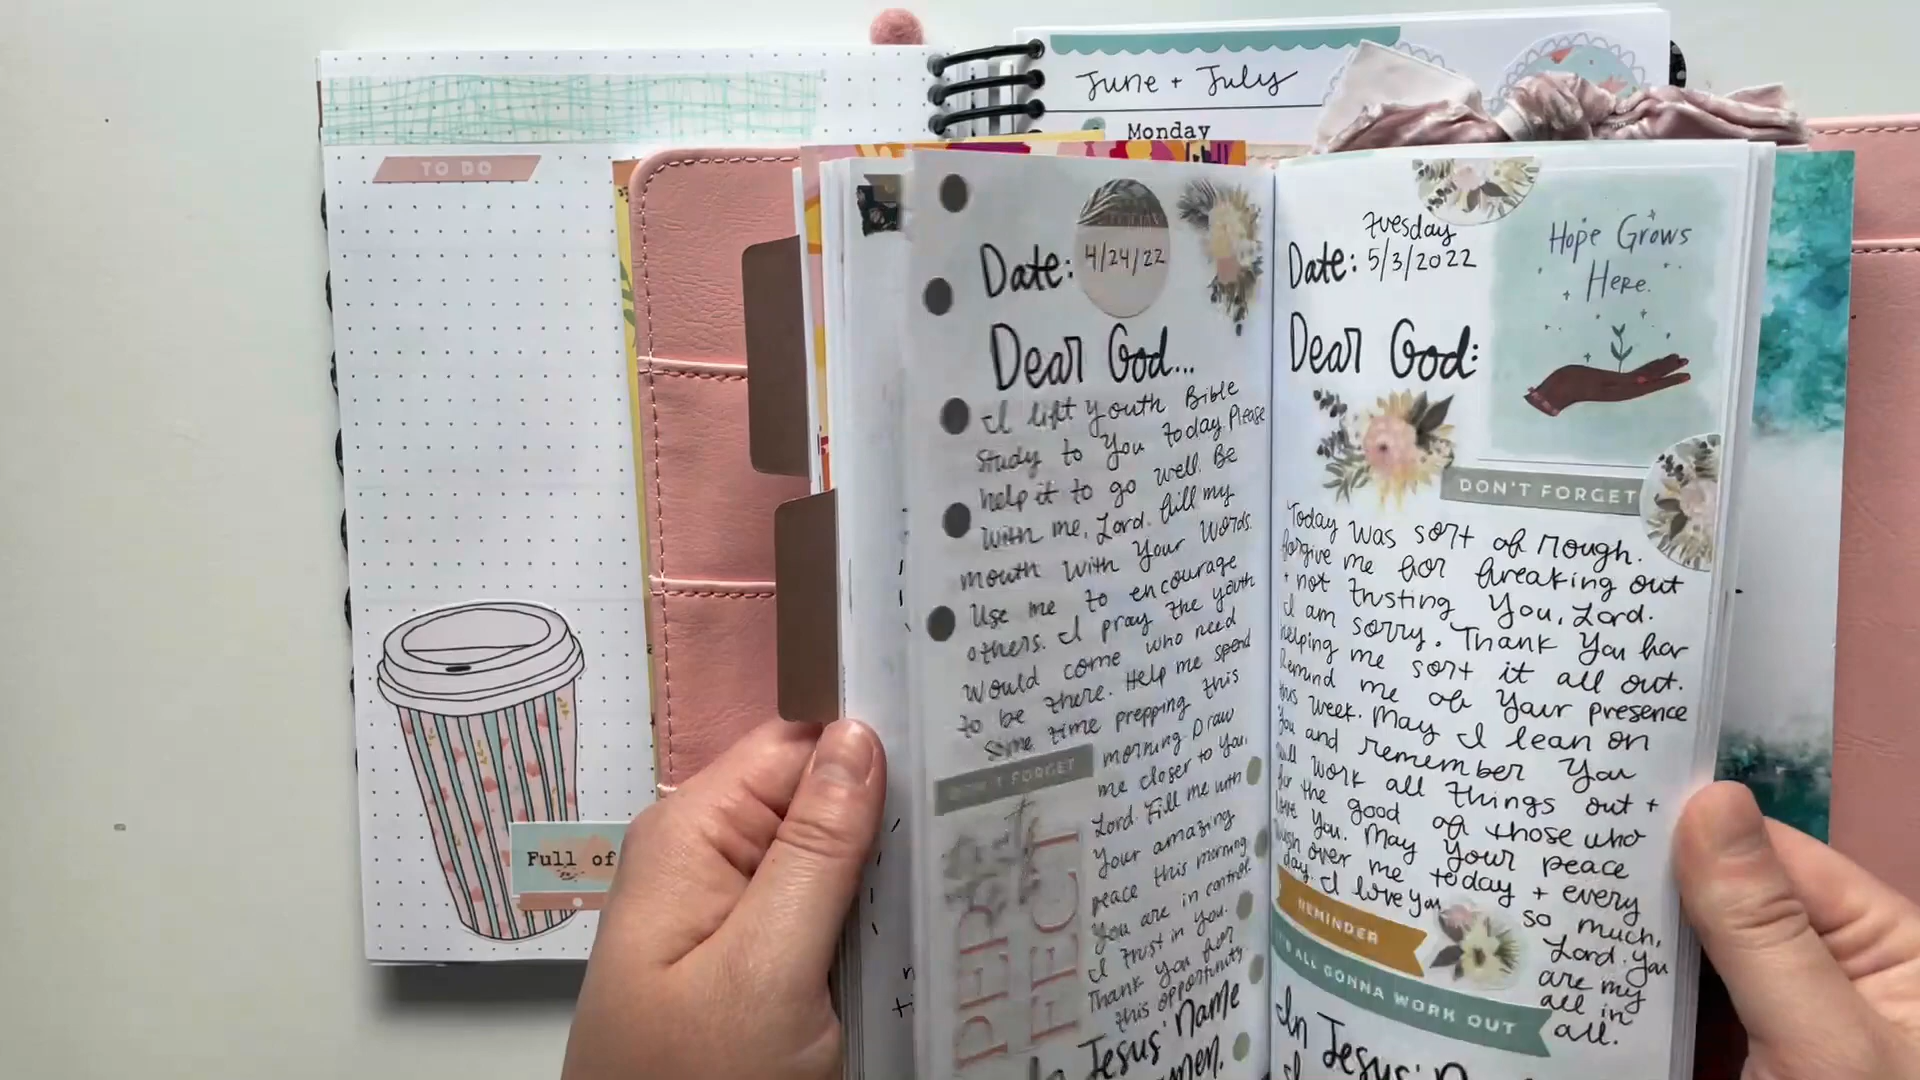 June + July
Monday
TO DO
Full of
Date: 4/24/22
Dear God...
I lift youth Bible
study to You today. Please
help it to go well. Be
with me, Lord. fill my
mouth with Your Words.
Use me to encourage
others. I pray the youth
would come who need
to be there. Help me spend
some time prepping this
morning. Draw
me closer to You,
Lord. Fill me with
Your amazing
peace this morning
You are in control.
I trust in You.
Thank You for
this opportunity.
DON'T FORGET
PERFECT
In Jesus' Name
Amen.
Tuesday
Date: 5/3/2022
Hope Grows
Here.
Dear God:
DON'T FORGET
Today was sort of rough.
forgive me for freaking out
+ not trusting You, Lord.
I am sorry. Thank You for
helping me sort it all out.
Remind me of Your presence
this week. May I lean on
You and remember You
will work all things out +
for the good of those who
love You. May Your peace
wash over me today + every
day. I love You
so much,
Lord. You
are my
all in
all.
REMINDER
IT'S ALL GONNA WORK OUT
In Jesus'